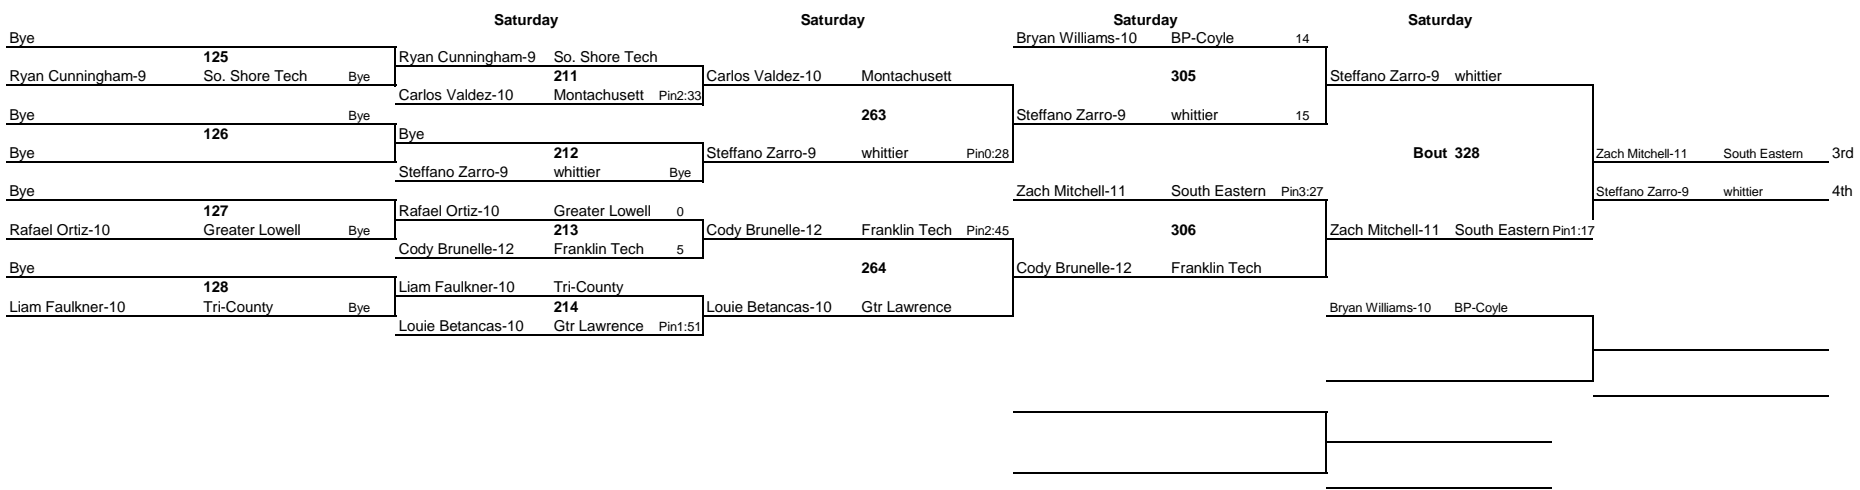 Saturday Saturday Saturday Saturday
Bye Bryan Williams-10 BP-Coyle 14
125 Ryan Cunningham-9 So. Shore Tech
Ryan Cunningham-9 So. Shore Tech Bye 211 Carlos Valdez-10 Montachusett 305 Steffano Zarro-9 whittier
Carlos Valdez-10 Montachusett Pin2:33
Bye Bye 263 Steffano Zarro-9 whittier 15
126 Bye
Bye 212 Steffano Zarro-9 whittier Pin0:28 Bout 328 Zach Mitchell-11 South Eastern 3rd
Steffano Zarro-9 whittier Bye
Bye Zach Mitchell-11 South Eastern Pin3:27 Steffano Zarro-9 whittier 4th
127 Rafael Ortiz-10 Greater Lowell 0
Rafael Ortiz-10 Greater Lowell Bye 213 Cody Brunelle-12 Franklin Tech Pin2:45 306 Zach Mitchell-11 South Eastern Pin1:17
Cody Brunelle-12 Franklin Tech 5
Bye 264 Cody Brunelle-12 Franklin Tech
128 Liam Faulkner-10 Tri-County
Liam Faulkner-10 Tri-County Bye 214 Louie Betancas-10 Gtr Lawrence Bryan Williams-10 BP-Coyle
Louie Betancas-10 Gtr Lawrence Pin1:51